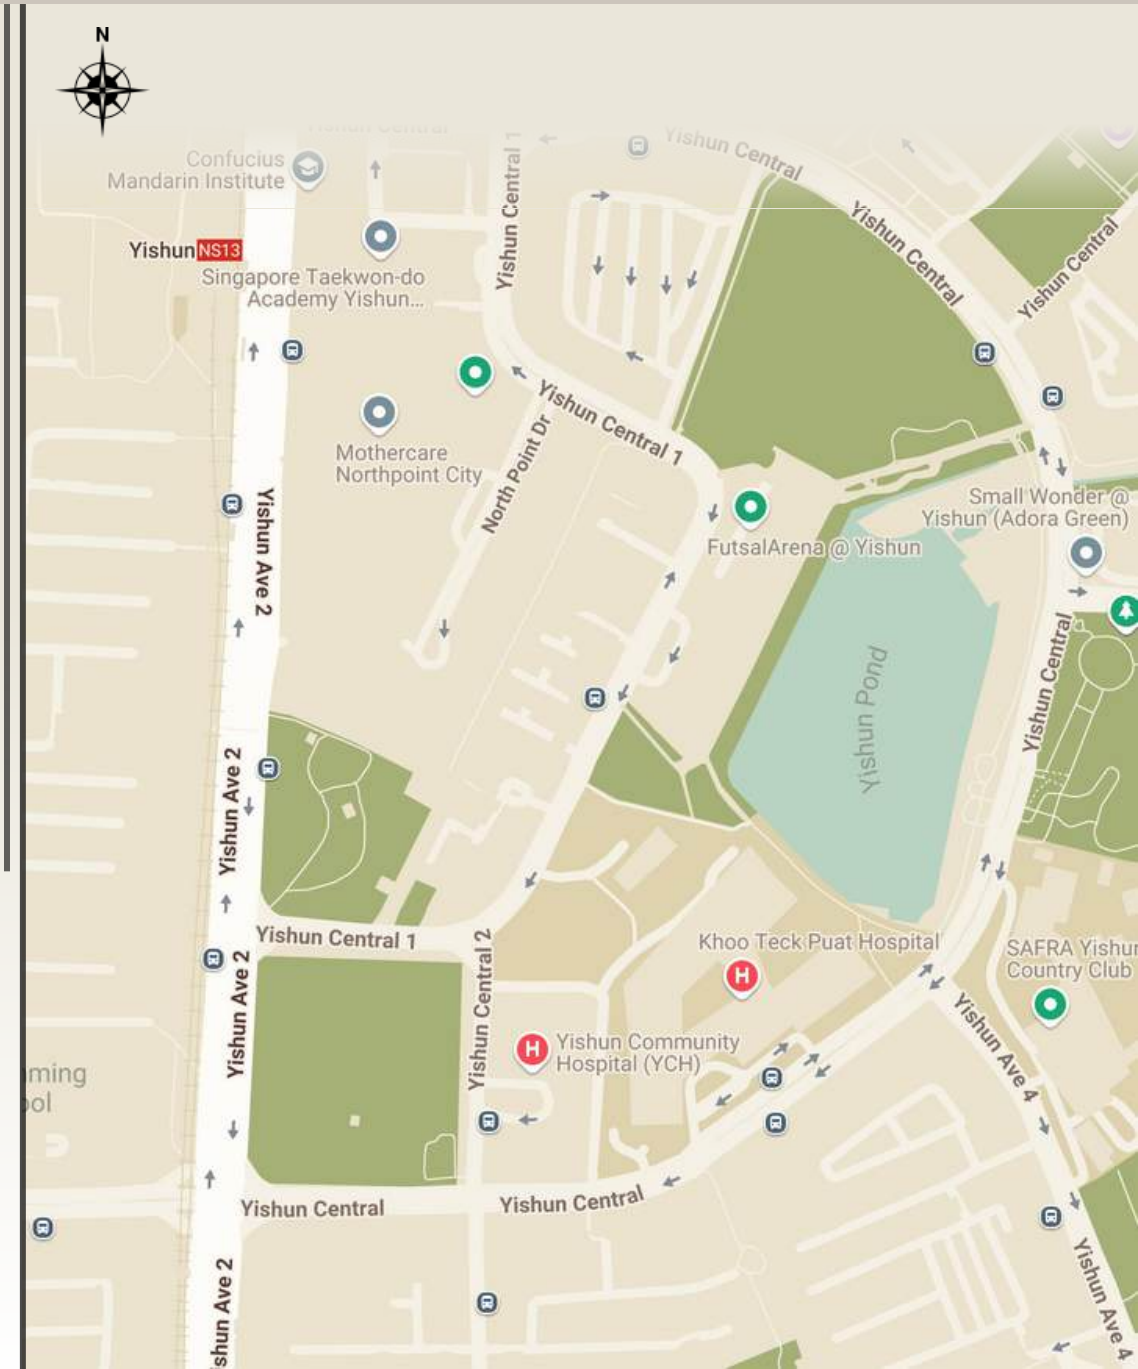 N
Yishun Central
Yishun Central 1
Yishun Central
Confucius
Mandarin Institute
Yishun NS13
Singapore Taekwon-do
Academy Yishun...
Yishun Central
Yishun Central
Mothercare
Northpoint City
Yishun Central 1
North Point Dr
Yishun Ave 2
FutsalArena @ Yishun
Small Wonder @
Yishun (Adora Green)
Yishun Pond
Yishun Central
Yishun Ave 2
Yishun Central 1
Yishun Central 2
Yishun Ave 2
Khoo Teck Puat Hospital
H
SAFRA Yishun
Country Club
H
Yishun Community
Hospital (YCH)
Yishun Ave 4
ming
ool
Yishun Central
Yishun Central
shun Ave 2
Yishun Ave 4